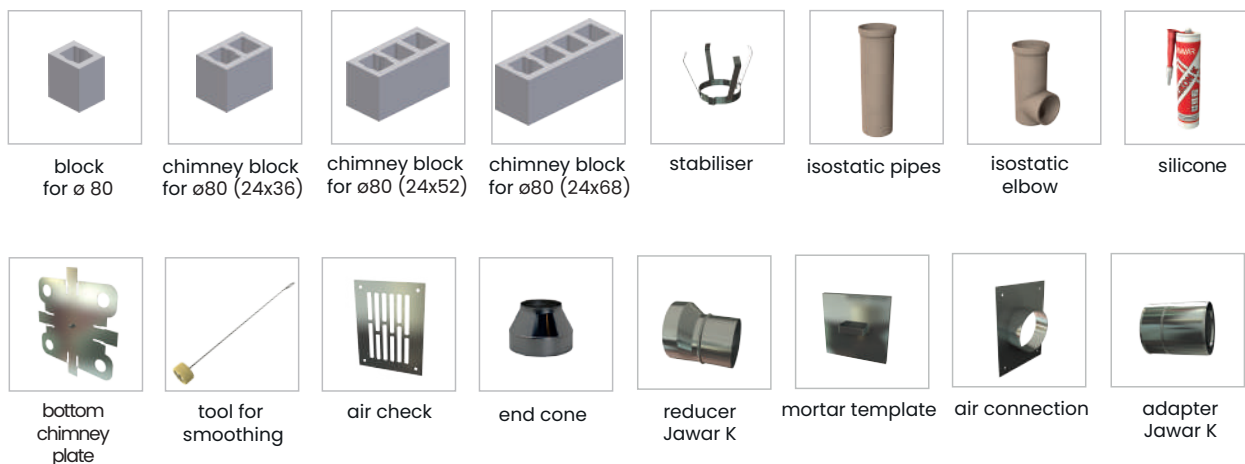 block
for ø 80
chimney block
for ø80 (24x36)
chimney block
for ø80 (24x52)
chimney block
for ø80 (24x68)
stabiliser
isostatic pipes
isostatic
elbow
silicone
bottom
chimney
plate
tool for
smoothing
air check
end cone
reducer
Jawar K
mortar template
air connection
adapter
Jawar K